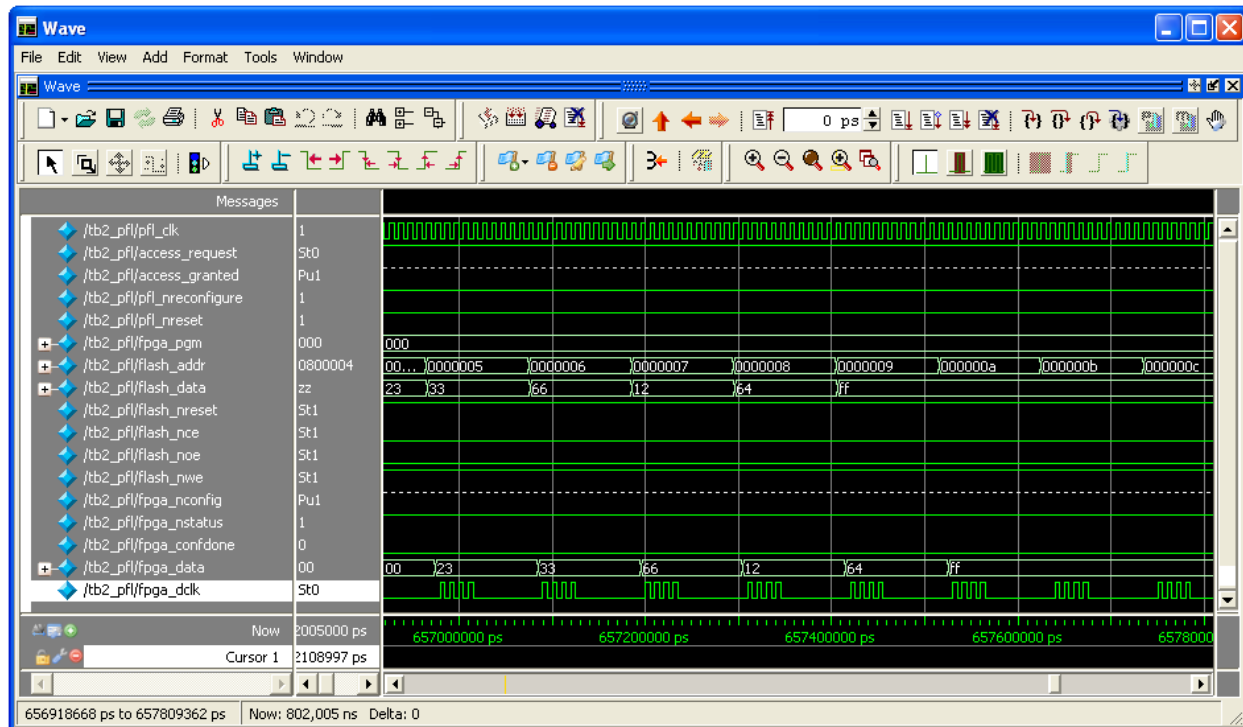 Wave
File Edit View Add Format Tools Window
Wave
0 ps
Messages
/tb2_pfl/pfl_clk 1
/tb2_pfl/access_request St0
/tb2_pfl/access_granted Pu1
/tb2_pfl/pfl_nreconfigure 1
/tb2_pfl/pfl_nreset 1
/tb2_pfl/fpga_pgm 000 000
/tb2_pfl/flash_addr 0800004 00... 0000005 0000006 0000007 0000008 0000009 000000a 000000b 000000c
/tb2_pfl/flash_data zz 23 33 66 12 64 ff
/tb2_pfl/flash_nreset St1
/tb2_pfl/flash_nce St1
/tb2_pfl/flash_noe St1
/tb2_pfl/flash_nwe St1
/tb2_pfl/fpga_nconfig Pu1
/tb2_pfl/fpga_nstatus 1
/tb2_pfl/fpga_confdone 0
/tb2_pfl/fpga_data 00 00 23 33 66 12 64 ff
/tb2_pfl/fpga_dclk St0
Now 2005000 ps 657000000 ps 657200000 ps 657400000 ps 657600000 ps 6578000
Cursor 1 2108997 ps
656918668 ps to 657809362 ps Now: 802,005 ns Delta: 0